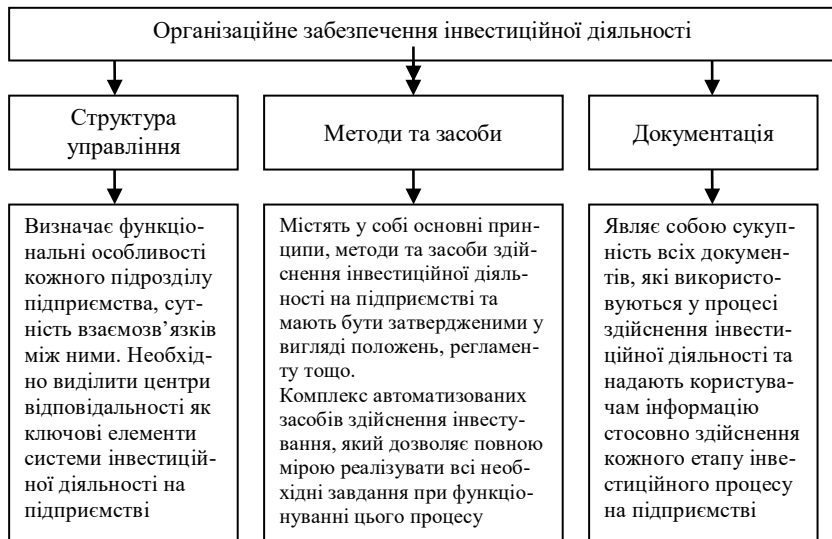 Організаційне забезпечення інвестиційної діяльності
Структура
управління
Методи та засоби
Документація
Визначає функціо-
нальні особливості
кожного підрозділу
підприємства, сут-
ність взаємозв’язків
між ними. Необхід-
но виділити центри
відповідальності як
ключові елементи
системи інвестицій-
ної діяльності на
підприємстві
Містять у собі основні прин-
ципи, методи та засоби здій-
снення інвестиційної діяль-
ності на підприємстві та
мають бути затвердженими у
вигляді положень, регламен-
ту тощо.
Комплекс автоматизованих
засобів здійснення інвесту-
вання, який дозволяє повною
мірою реалізувати всі необ-
хідні завдання при функціо-
нуванні цього процесу
Являє собою сукуп-
ність всіх докумен-
тів, які використо-
вуються у процесі
здійснення інвести-
ційної діяльності та
надають користува-
чам інформацію
стосовно здійснення
кожного етапу інве-
стиційного процесу
на підприємстві